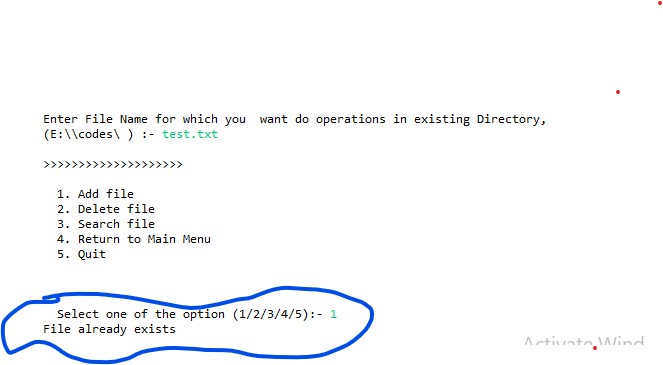 Enter File Name for which you  want do operations in existing Directory,
(E:\\codes\ ) :- test.txt
>>>>>>>>>>>>>>>>>>>>
1. Add file
2. Delete file
3. Search file
4. Return to Main Menu
5. Quit
Select one of the option (1/2/3/4/5):- 1
File already exists
Activate Wind